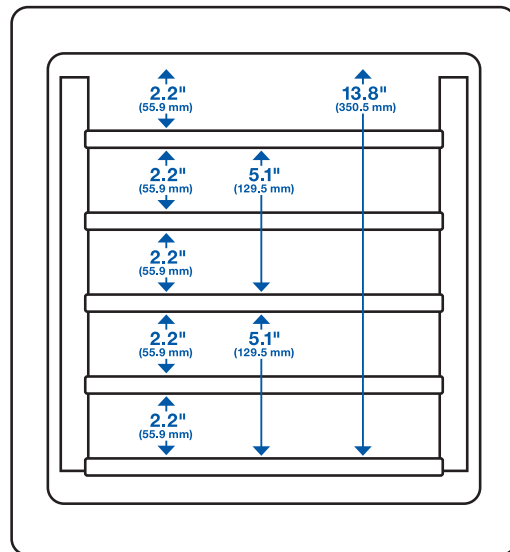 2.2"
(55.9 mm)
13.8"
(350.5 mm)
2.2"
(55.9 mm)
5.1"
(129.5 mm)
2.2"
(55.9 mm)
2.2"
(55.9 mm)
5.1"
(129.5 mm)
2.2"
(55.9 mm)